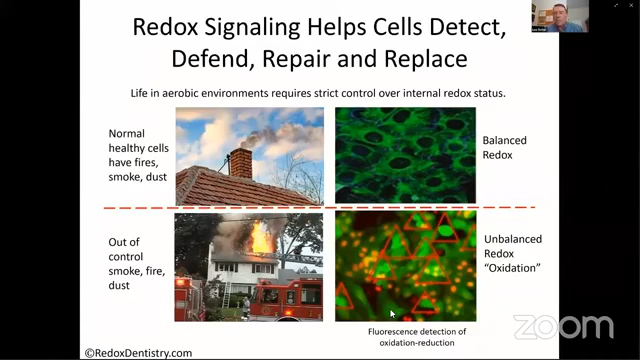 Redox Signaling Helps Cells Detect,
Defend, Repair and Replace
Life in aerobic environments requires strict control over internal redox status.
Normal
healthy cells
have fires,
smoke, dust
Balanced
Redox
Out of
control
smoke, fire,
dust
Unbalanced
Redox
“Oxidation”
Fluorescence detection of
oxidation-reduction
©RedoxDentistry.com
zoom